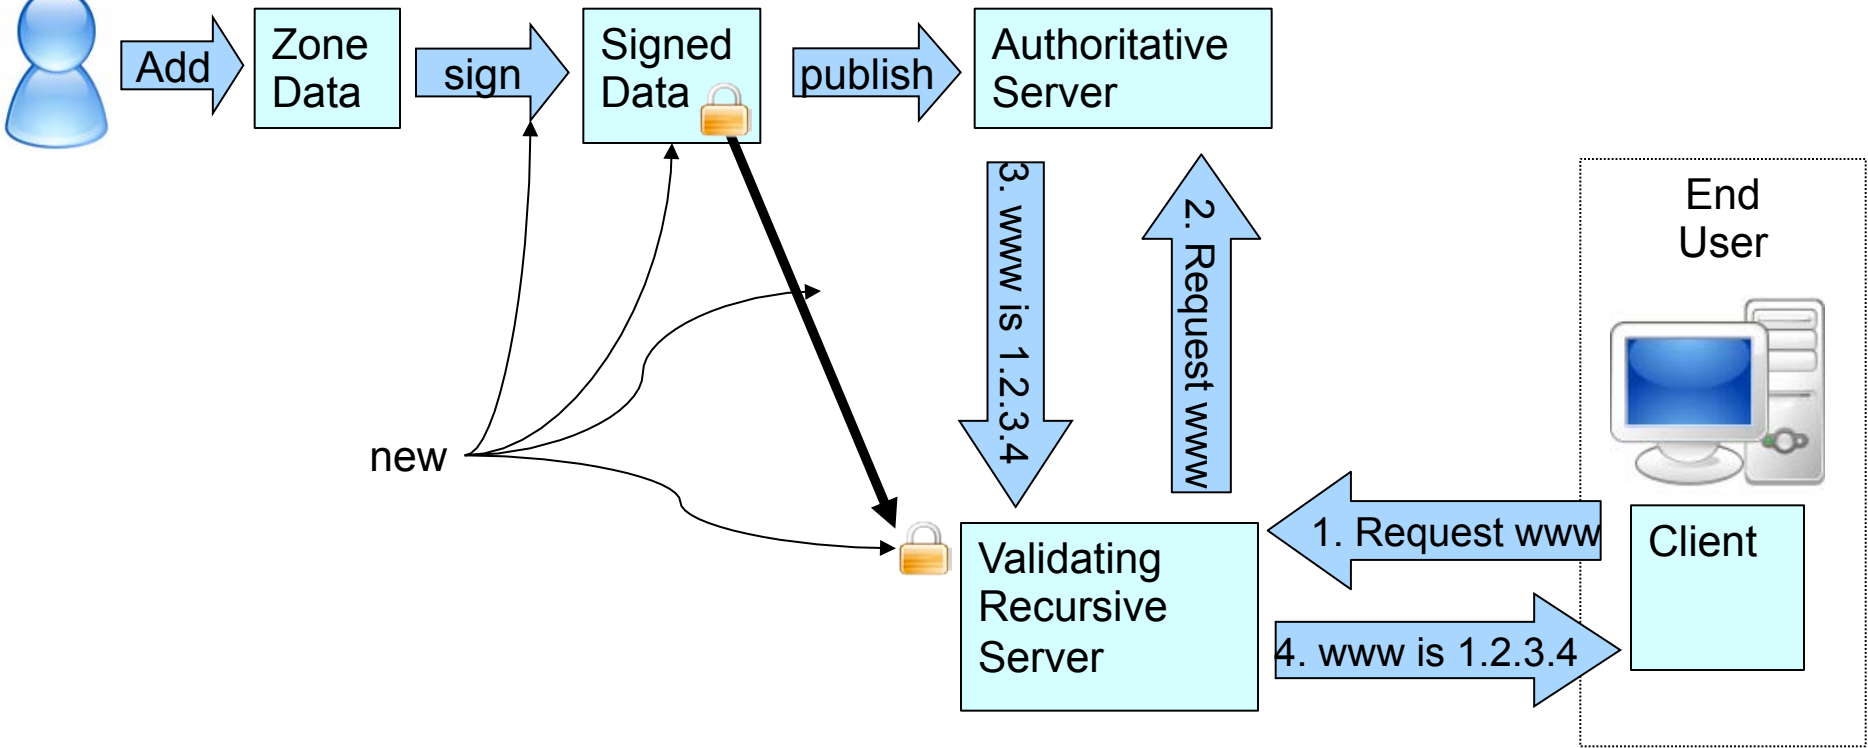 Add
Zone
Data
sign
Signed
Data
publish
Authoritative
Server
3. www is 1.2.3.4
2. Request www
End
User
new
1. Request www
Client
Validating
Recursive
Server
4. www is 1.2.3.4